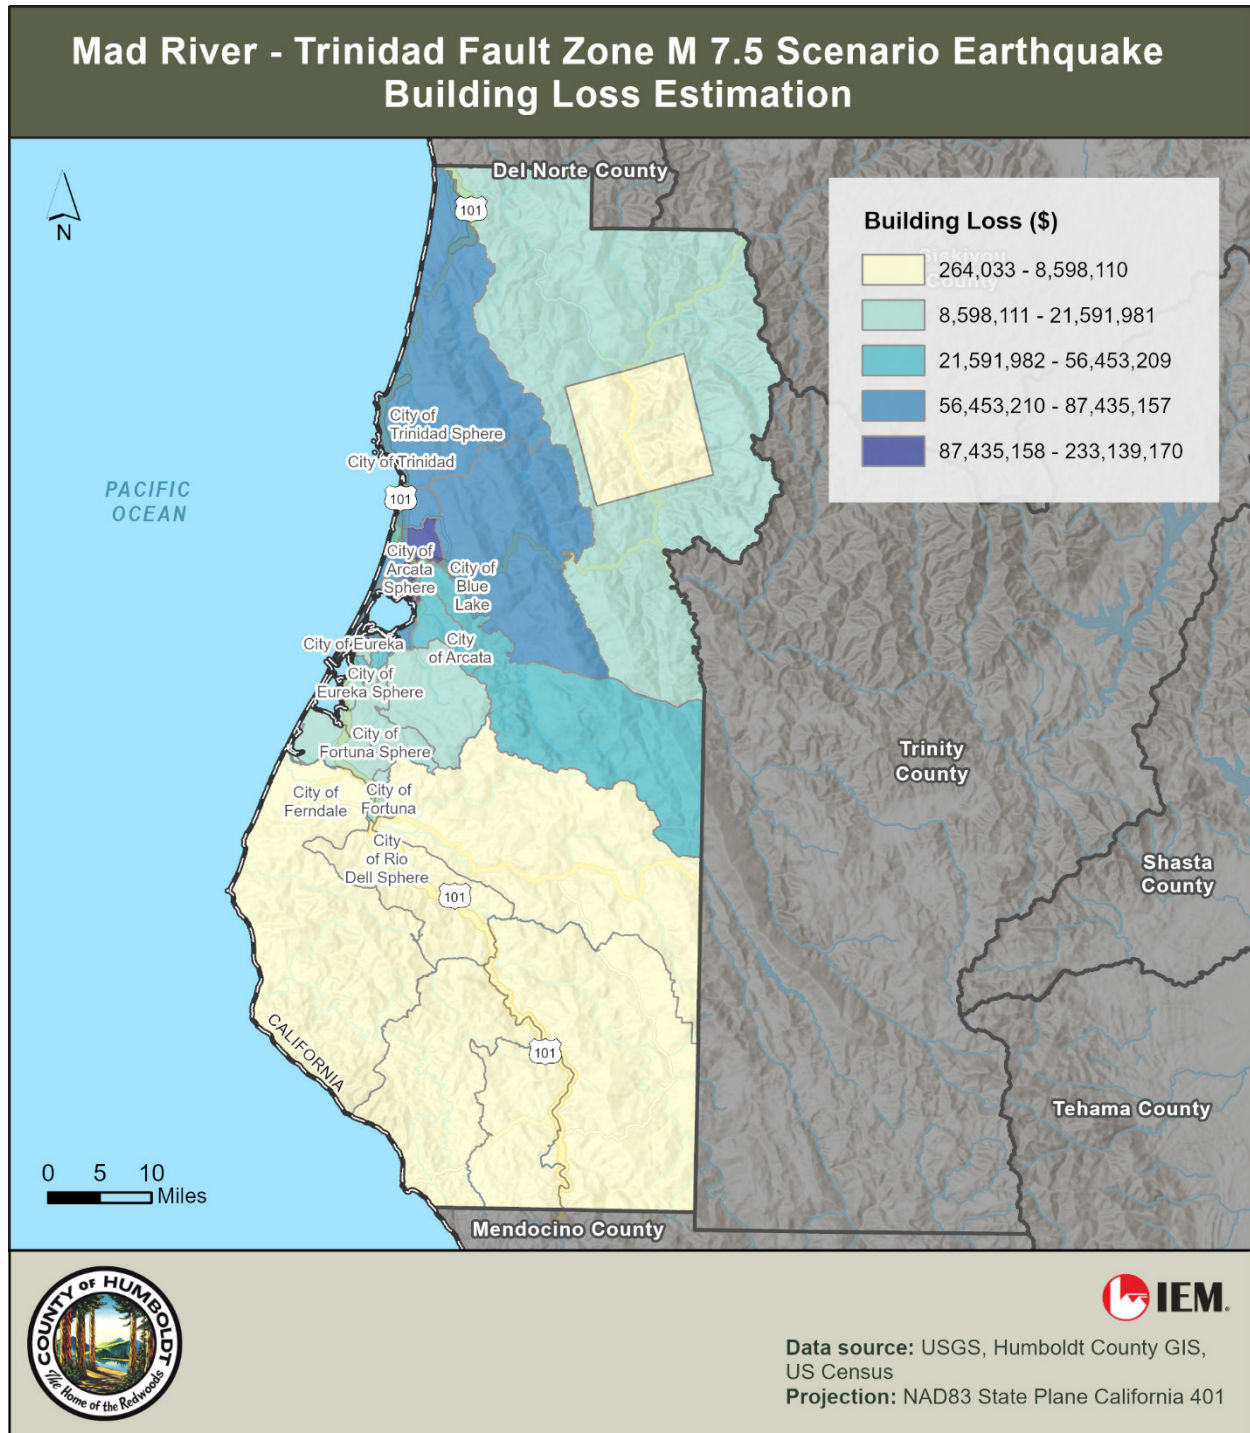 Mad River - Trinidad Fault Zone M 7.5 Scenario Earthquake
Building Loss Estimation
Del Norte County
101
N
Building Loss ($)
Siskiyou
County
264,033 - 8,598,110
8,598,111 - 21,591,981
21,591,982 - 56,453,209
56,453,210 - 87,435,157
87,435,158 - 233,139,170
City of
Trinidad Sphere
City of Trinidad
101
PACIFIC
OCEAN
City of
Arcata
Sphere
City of
Blue
Lake
City of Eureka
City
of Arcata
City of
Eureka Sphere
City of
Fortuna Sphere
City of
Ferndale
City of
Fortuna
City
of Rio
Dell Sphere
101
Trinity
County
Shasta
County
101
CALIFORNIA
Tehama County
0 5 10
Miles
Mendocino County
COUNTY OF HUMBOLDT
The Home of the Redwoods
IEM.
Data source: USGS, Humboldt County GIS,
US Census
Projection: NAD83 State Plane California 401